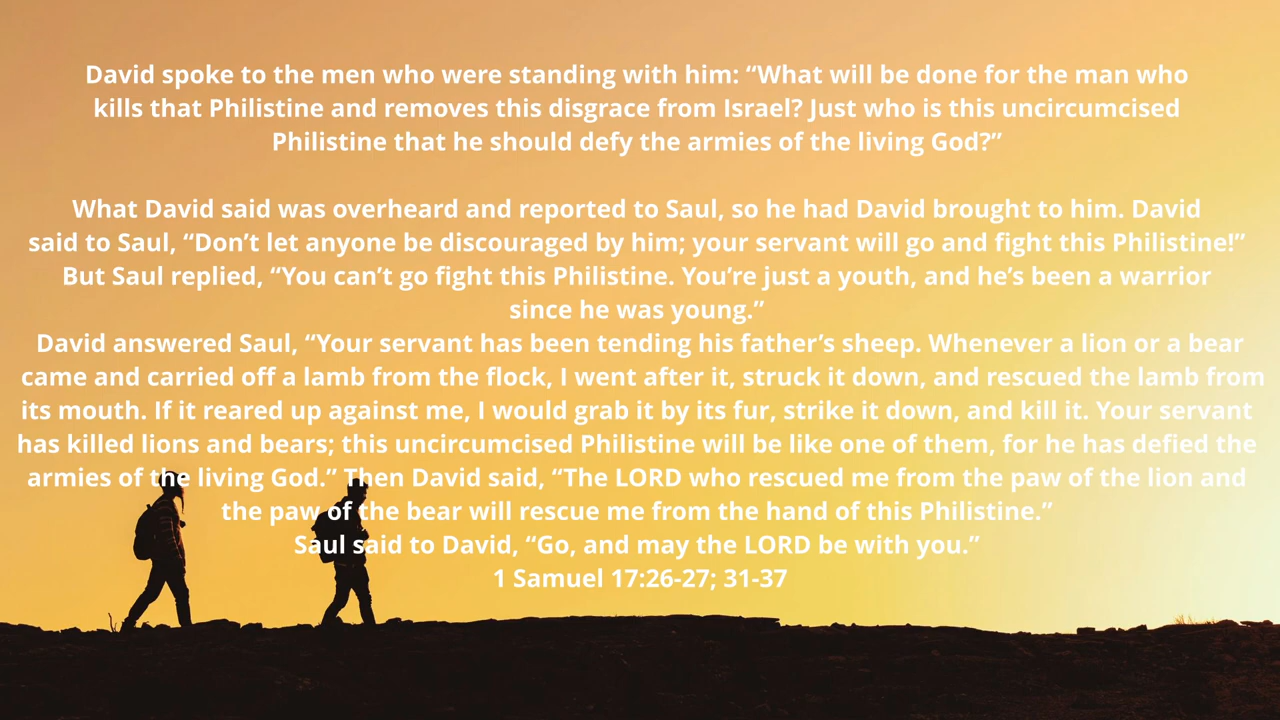 David spoke to the men who were standing with him: “What will be done for the man who
kills that Philistine and removes this disgrace from Israel? Just who is this uncircumcised
Philistine that he should defy the armies of the living God?”
What David said was overheard and reported to Saul, so he had David brought to him. David
said to Saul, “Don’t let anyone be discouraged by him; your servant will go and fight this Philistine!”
But Saul replied, “You can’t go fight this Philistine. You’re just a youth, and he’s been a warrior
since he was young.”
David answered Saul, “Your servant has been tending his father’s sheep. Whenever a lion or a bear
came and carried off a lamb from the flock, I went after it, struck it down, and rescued the lamb from
its mouth. If it reared up against me, I would grab it by its fur, strike it down, and kill it. Your servant
has killed lions and bears; this uncircumcised Philistine will be like one of them, for he has defied the
armies of the living God.” Then David said, “The LORD who rescued me from the paw of the lion and
the paw of the bear will rescue me from the hand of this Philistine.”
Saul said to David, “Go, and may the LORD be with you.”
1 Samuel 17:26-27; 31-37